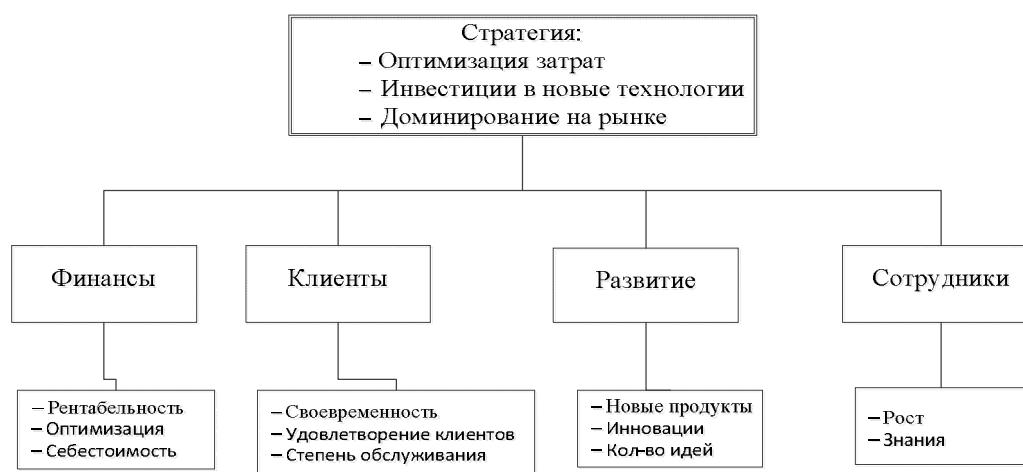 Стратегия:
– Оптимизация затрат
– Инвестиции в новые технологии
– Доминирование на рынке
Финансы
Клиенты
Развитие
Сотрудники
– Рентабельность
– Оптимизация
– Себестоимость
– Своевременность
– Удовлетворение клиентов
– Степень обслуживания
– Новые продукты
– Инновации
– Кол-во идей
– Рост
– Знания